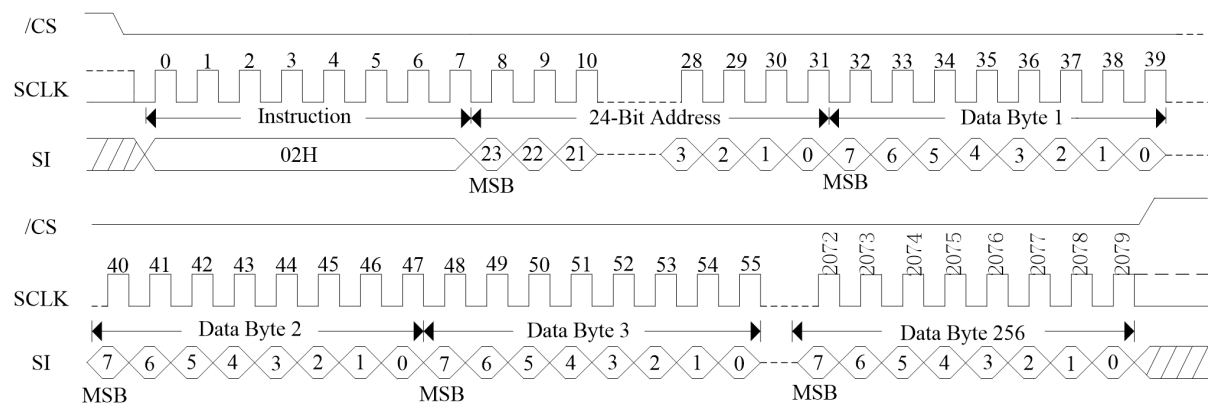 /CS
0 1 2 3 4 5 6 7 8 9 10 28 29 30 31 32 33 34 35 36 37 38 39
SCLK
Instruction 24-Bit Address Data Byte 1
SI 02H 23 22 21 3 2 1 0 7 6 5 4 3 2 1 0
MSB MSB
/CS
40 41 42 43 44 45 46 47 48 49 50 51 52 53 54 55 2072 2073 2074 2075 2076 2077 2078 2079
SCLK
Data Byte 2 Data Byte 3 Data Byte 256
SI 7 6 5 4 3 2 1 0 7 6 5 4 3 2 1 0 7 6 5 4 3 2 1 0
MSB MSB MSB